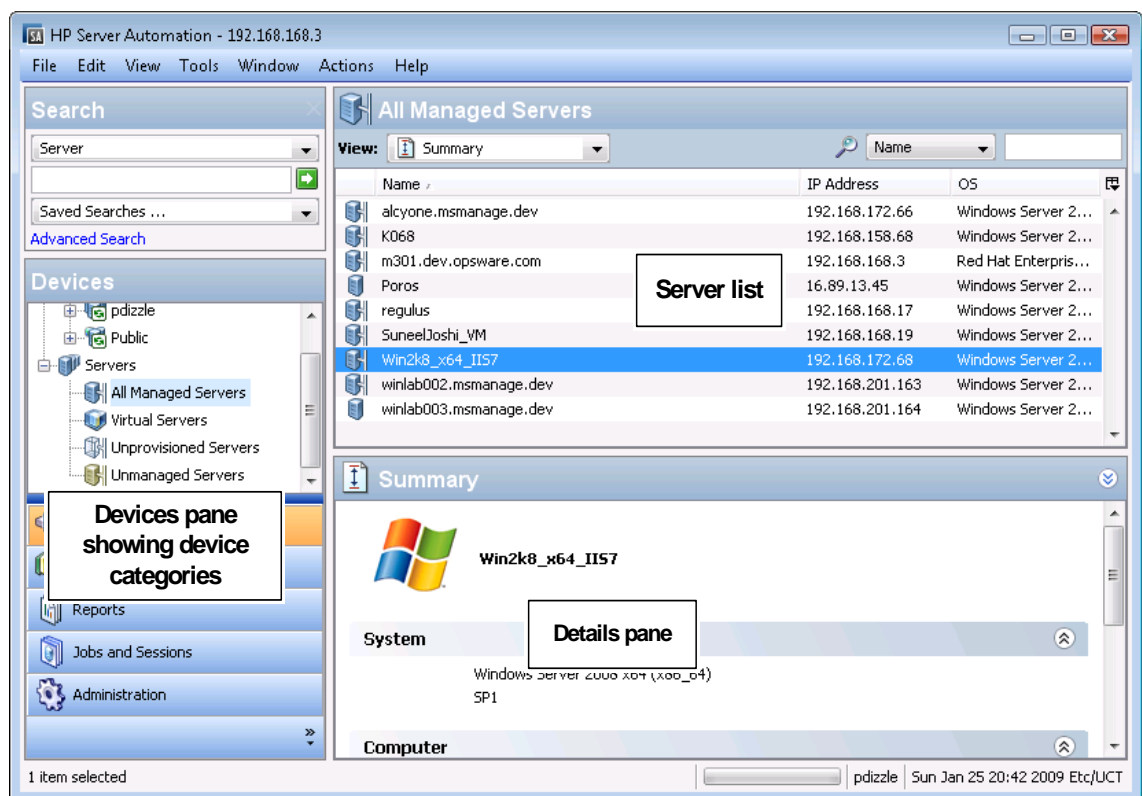 HP Server Automation - 192.168.168.3
File Edit View Tools Window Actions Help
Search
Server
Saved Searches ...
Advanced Search
Devices
pdizzle
Public
Servers
All Managed Servers
Virtual Servers
Unprovisioned Servers
Unmanaged Servers
Devices pane
showing device
categories
Reports
Jobs and Sessions
Administration
All Managed Servers
View: Summary Name
Name IP Address OS
alcyone.msmanage.dev 192.168.172.66 Windows Server 2...
K068 192.168.158.68 Windows Server 2...
m301.dev.opsware.com 192.168.168.3 Red Hat Enterpris...
Poros 16.89.13.45 Windows Server 2...
regulus 192.168.168.17 Windows Server 2...
SuneelJoshi_VM 192.168.168.19 Windows Server 2...
Win2k8_x64_IIS7 192.168.172.68 Windows Server 2...
winlab002.msmanage.dev 192.168.201.163 Windows Server 2...
winlab003.msmanage.dev 192.168.201.164 Windows Server 2...
Server list
Summary
Win2k8_x64_IIS7
Details pane
System
Windows Server 2008 x64 (x86_64)
SP1
Computer
1 item selected
pdizzle Sun Jan 25 20:42 2009 Etc/UCT